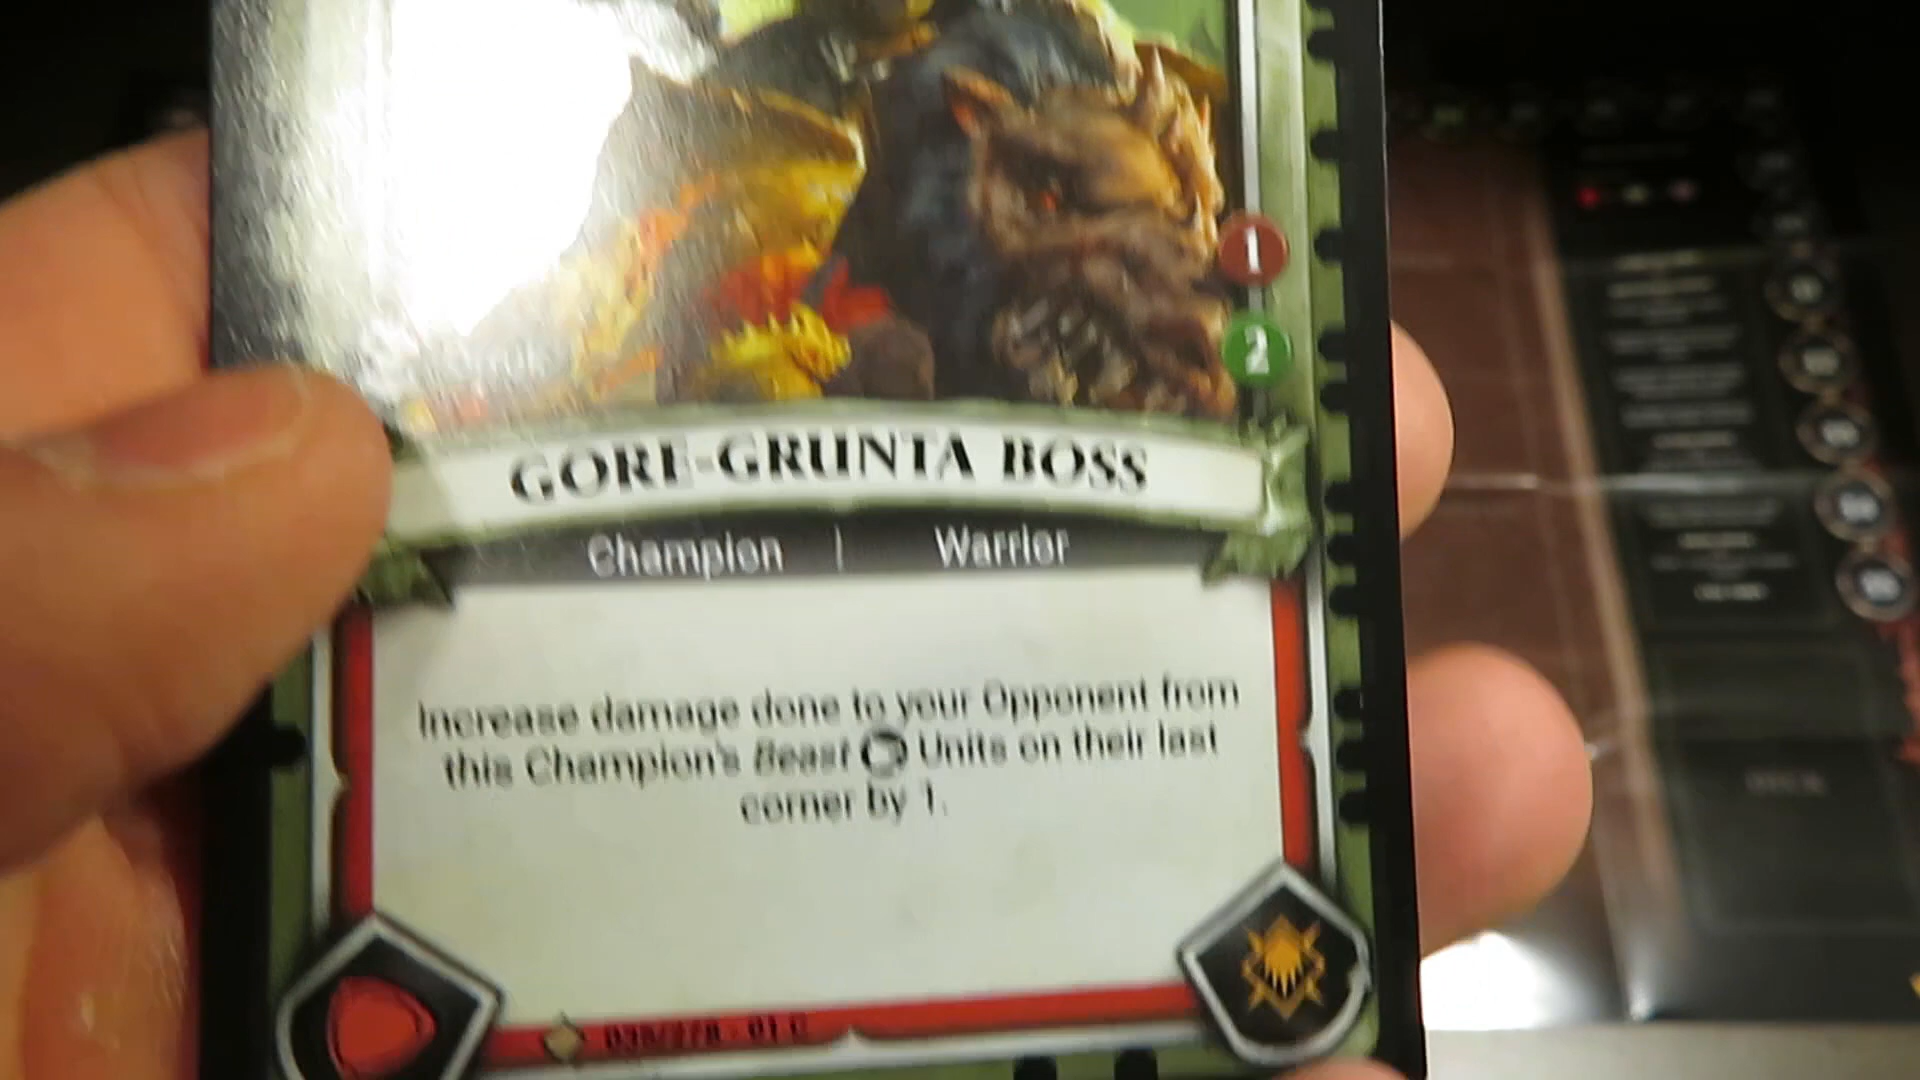 1
2
GORE-GRUNTA BOSS
Champion | Warrior
Increase damage done to your Opponent from
this Champion's Beast Units on their last
corner by 1.